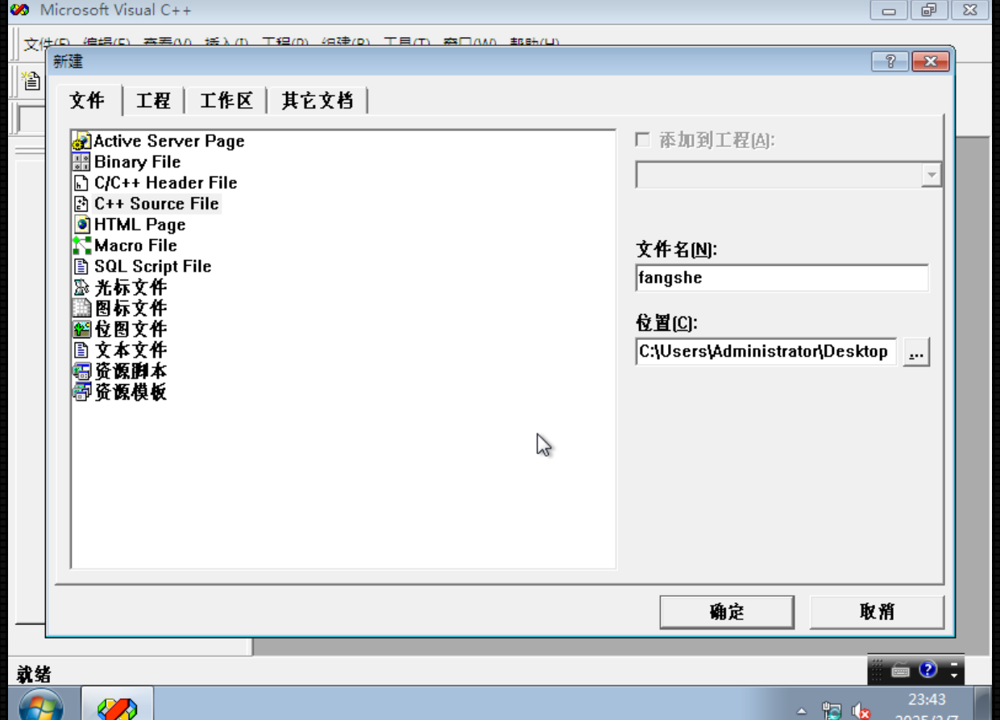 Microsoft Visual C++
文件(F) 编辑(E) 查看(V) 插入(I) 工程(P) 组建(B) 工具(T) 窗口(W) 帮助(H)
新建
文件 工程 工作区 其它文档
Active Server Page
Binary File
C/C++ Header File
C++ Source File
HTML Page
Macro File
SQL Script File
光标文件
图标文件
位图文件
文本文件
资源脚本
资源模板
添加到工程(A):
文件名(N):
fangshe
位置(C):
C:\Users\Administrator\Desktop
...
确定 取消
就绪
23:43
2025/2/7